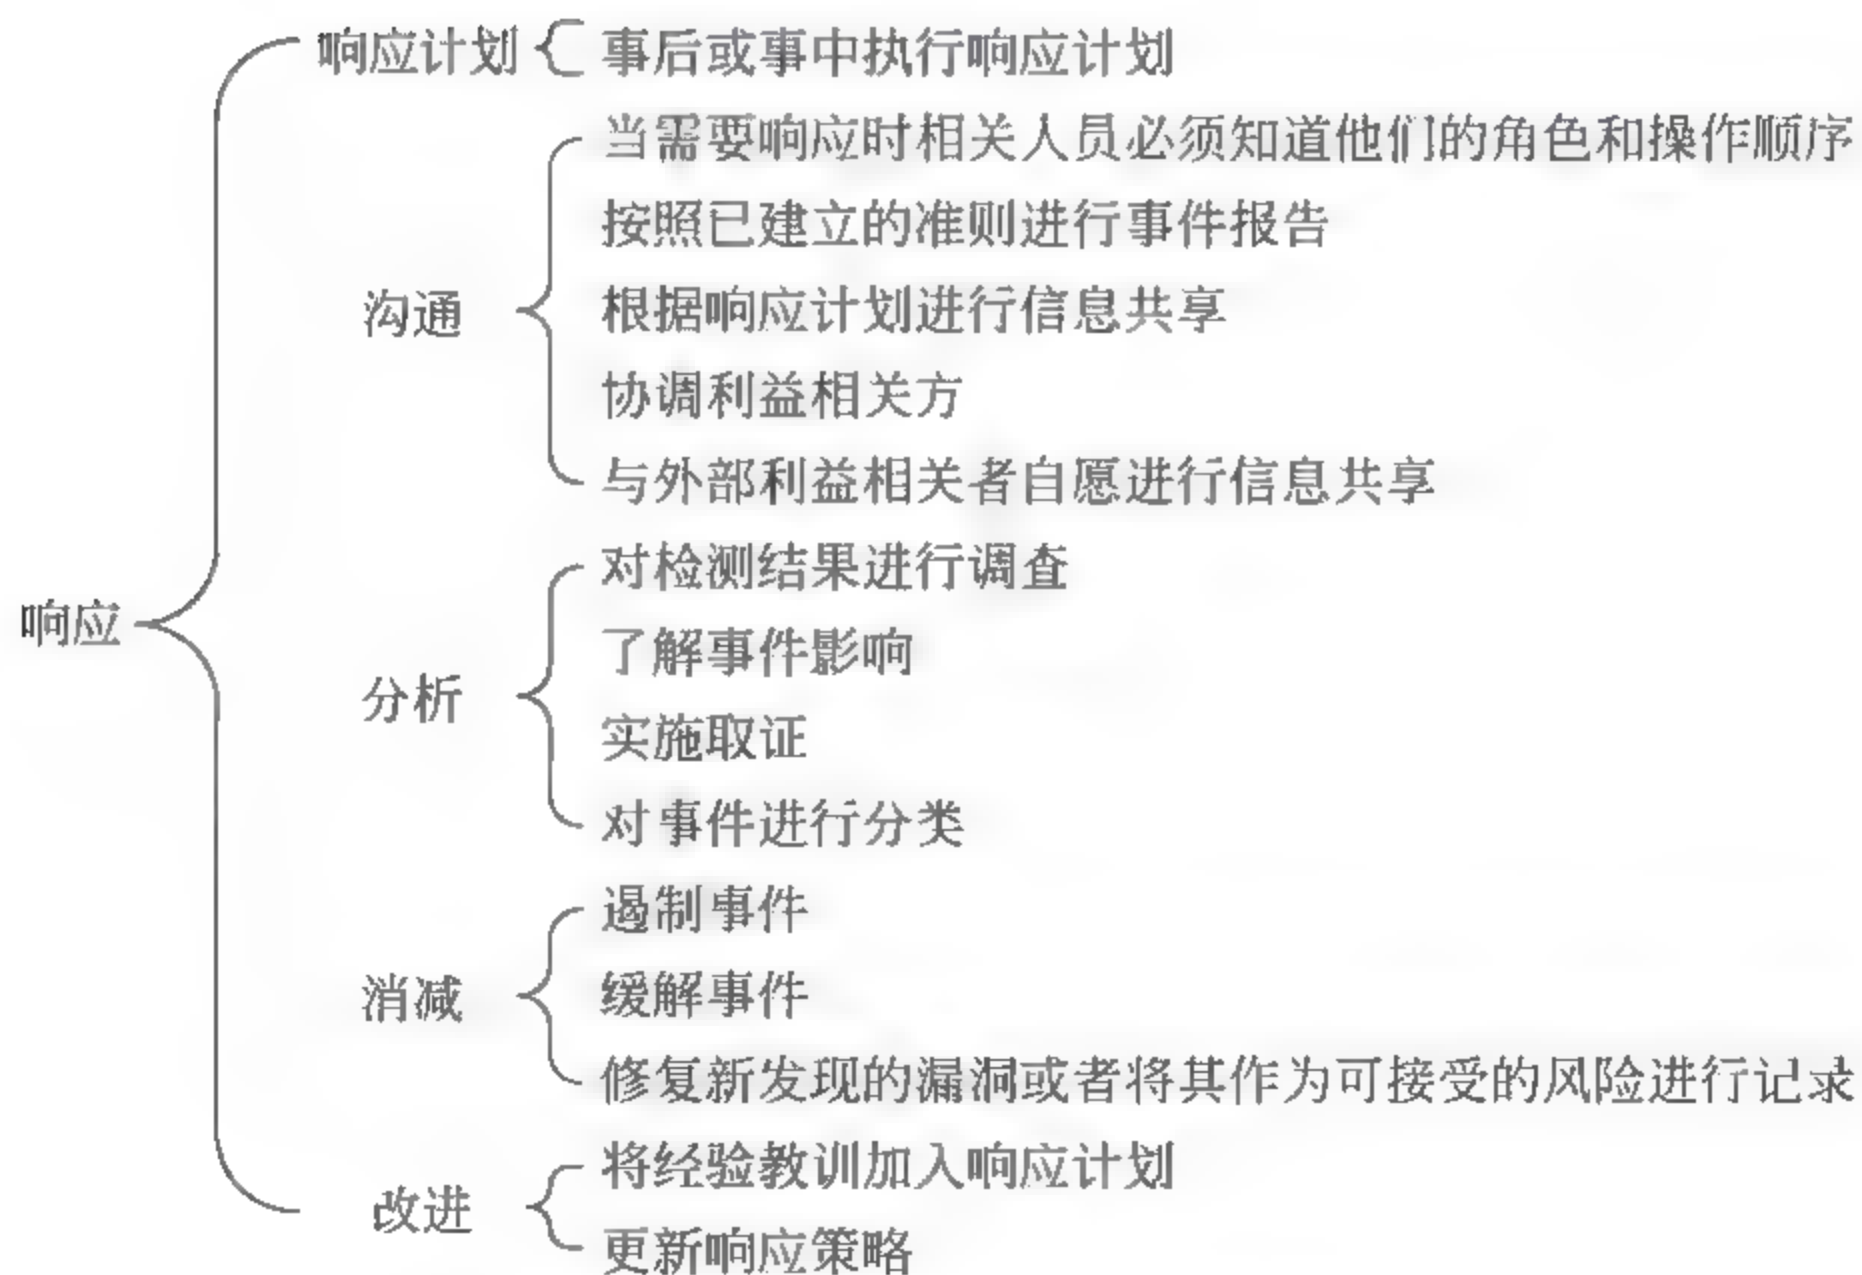 响应
响应计划
事后或事中执行响应计划
沟通
当需要响应时相关人员必须知道他们的角色和操作顺序
按照已建立的准则进行事件报告
根据响应计划进行信息共享
协调利益相关方
与外部利益相关者自愿进行信息共享
分析
对检测结果进行调查
了解事件影响
实施取证
对事件进行分类
消减
遏制事件
缓解事件
修复新发现的漏洞或者将其作为可接受的风险进行记录
改进
将经验教训加入响应计划
更新响应策略